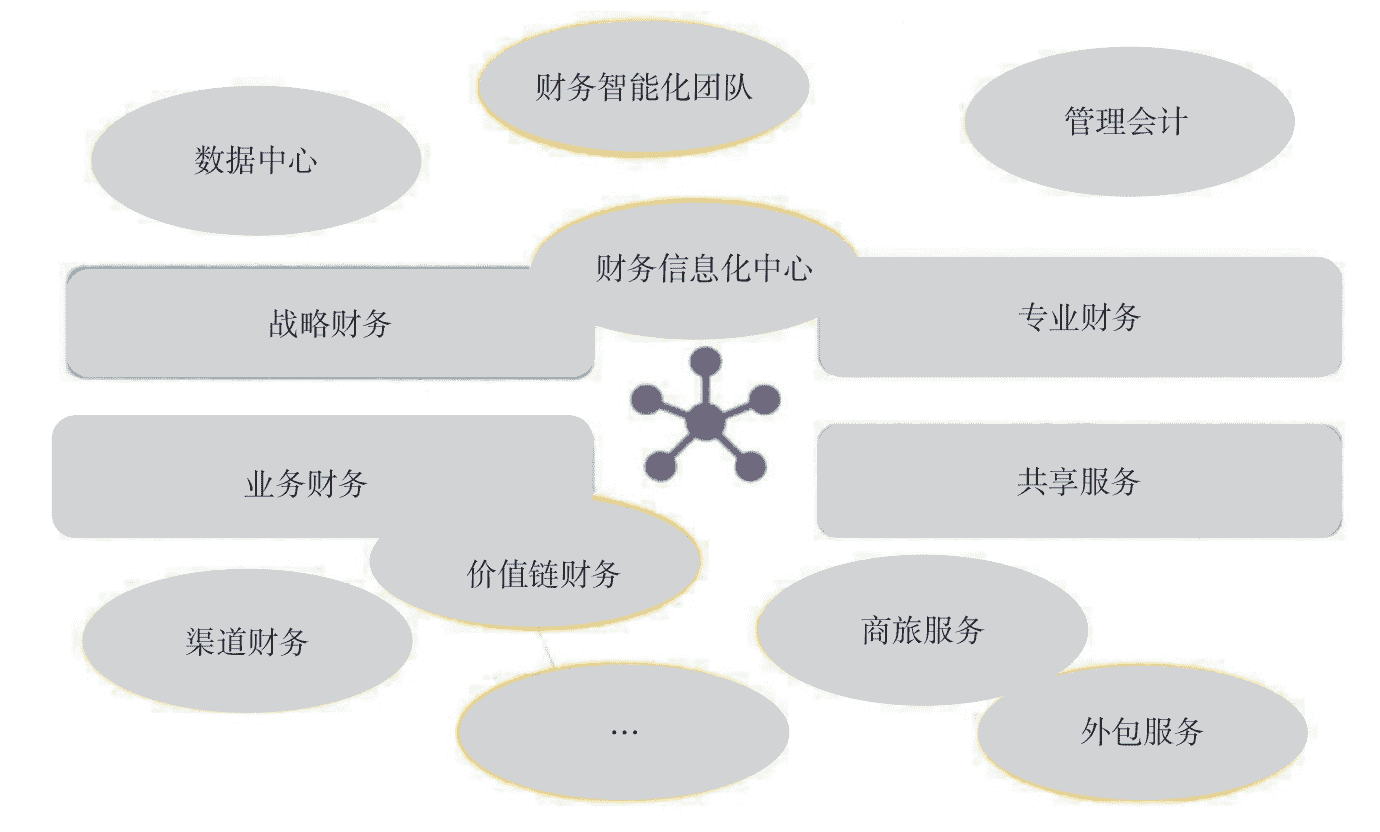 财务智能化团队
管理会计
数据中心
财务信息化中心
战略财务
专业财务
业务财务
共享服务
价值链财务
渠道财务
商旅服务
…
外包服务